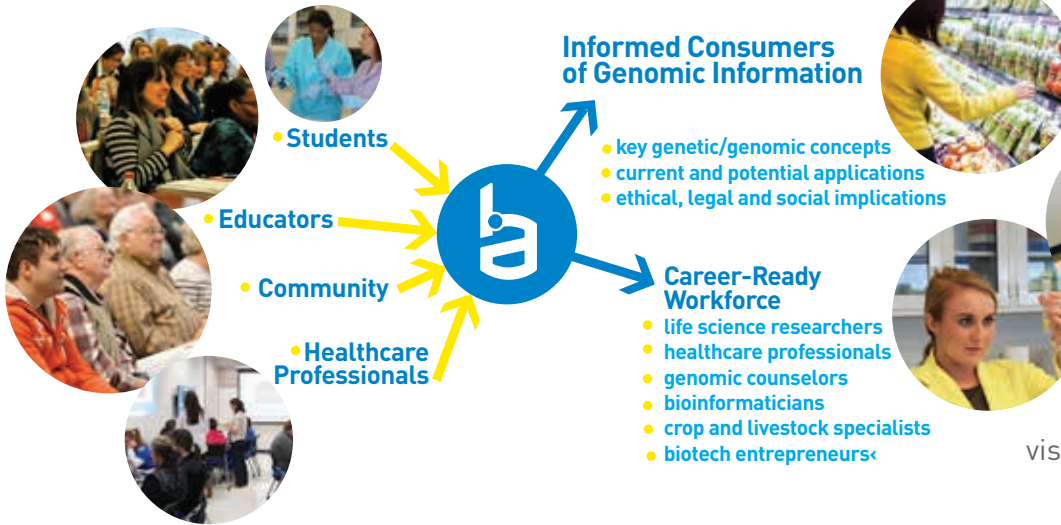 Informed Consumers
of Genomic Information
• key genetic/genomic concepts
• current and potential applications
• ethical, legal and social implications
• Students
• Educators
• Community
• Healthcare
Professionals
ha
Career-Ready
Workforce
• life science researchers
• healthcare professionals
• genomic counselors
• bioinformaticians
• crop and livestock specialists
• biotech entrepreneurs‹
vis